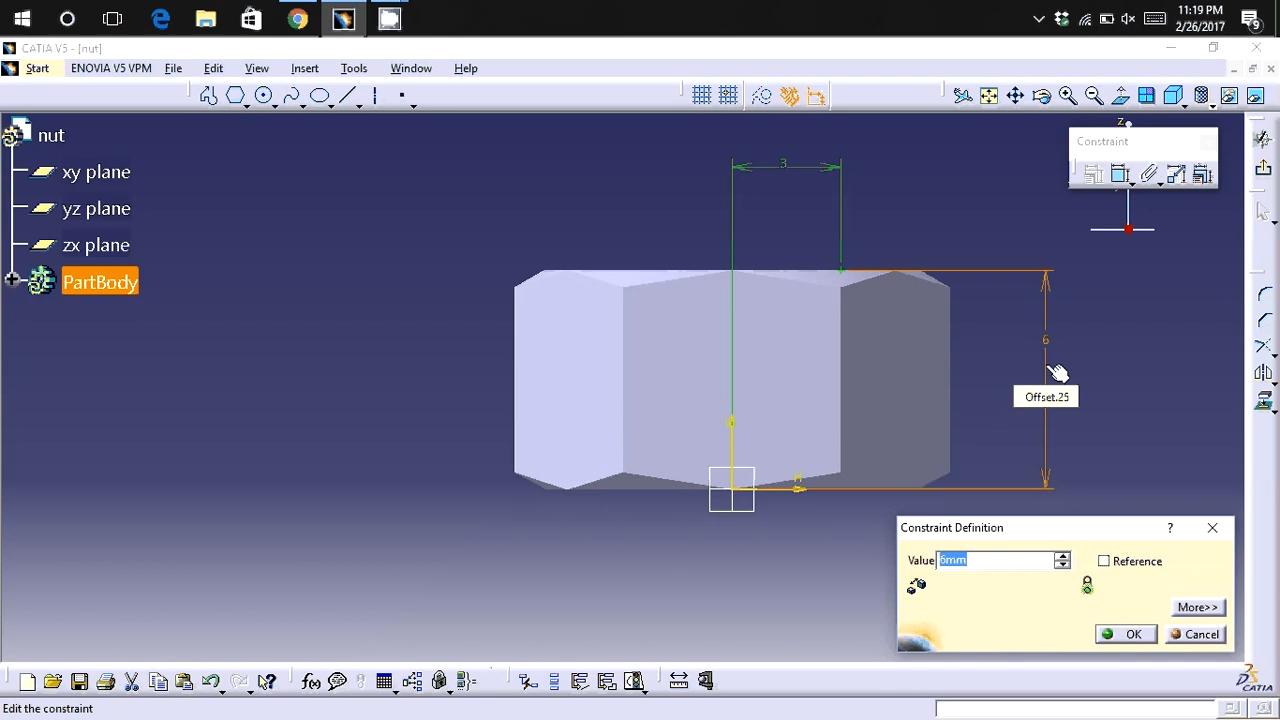 11:19 PM
2/26/2017
9
CATIA V5 - [nut]
Start ENOVIA V5 VPM File Edit View Insert Tools Window Help
nut
xy plane
yz plane
zx plane
PartBody
z
Constraint
3
6
Offset.25
H
Constraint Definition ? 
Value 6mm Reference
More>>
OK Cancel
f(x)
CATIA
Edit the constraint